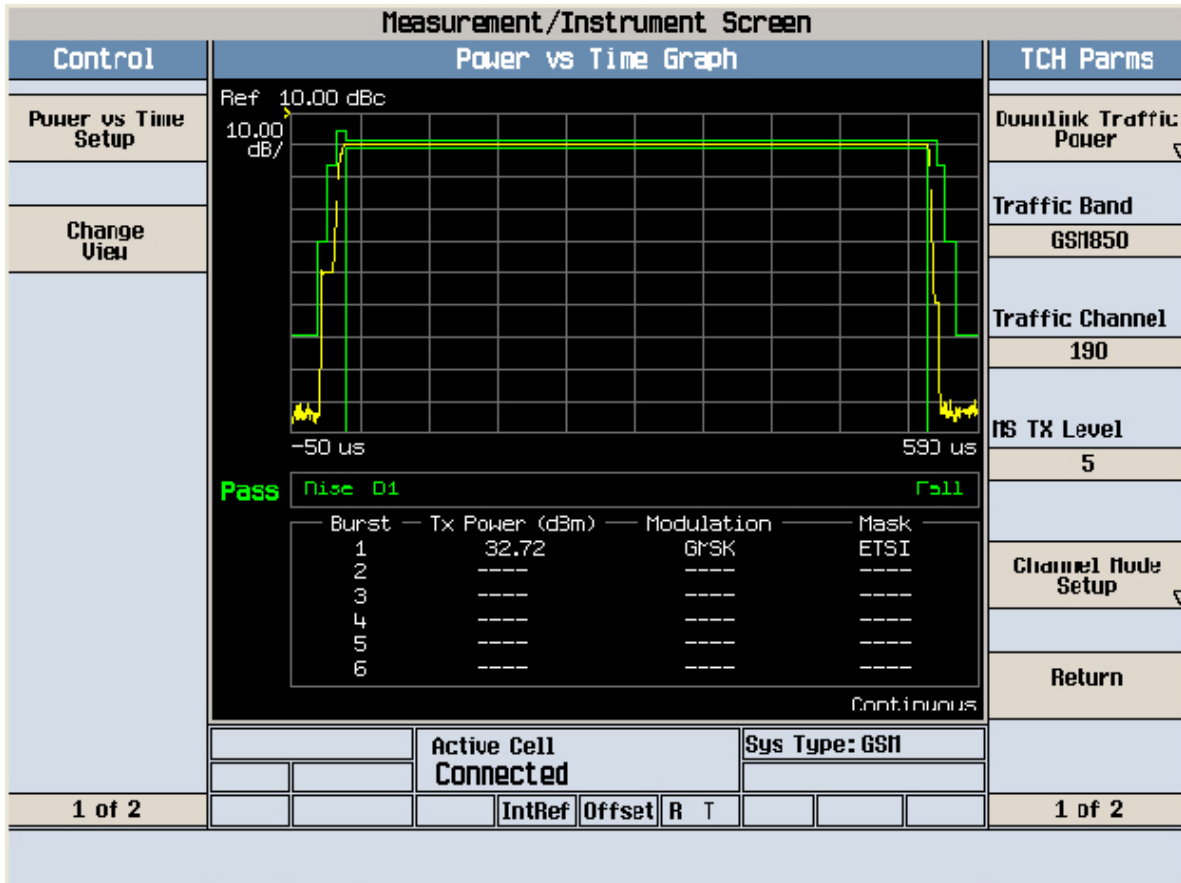 Measurement/Instrument Screen
Control
Power vs Time Graph
TCH Parms
Power vs Time
Setup
Change
View
1 of 2
Ref 10.00 dBc
10.00
dB/
-50 us
590 us
Pass
Rise 01
Fall
Burst Tx Power (dBm) Modulation Mask
1 32.72 GMSK ETSI
2 ---- ---- ----
3 ---- ---- ----
4 ---- ---- ----
5 ---- ---- ----
6 ---- ---- ----
Continuous
Active Cell
Connected
Sys Type: GSM
IntRef Offset R T
Downlink Traffic
Power
Traffic Band
GSM850
Traffic Channel
190
MS TX Level
5
Channel Mode
Setup
Return
1 of 2